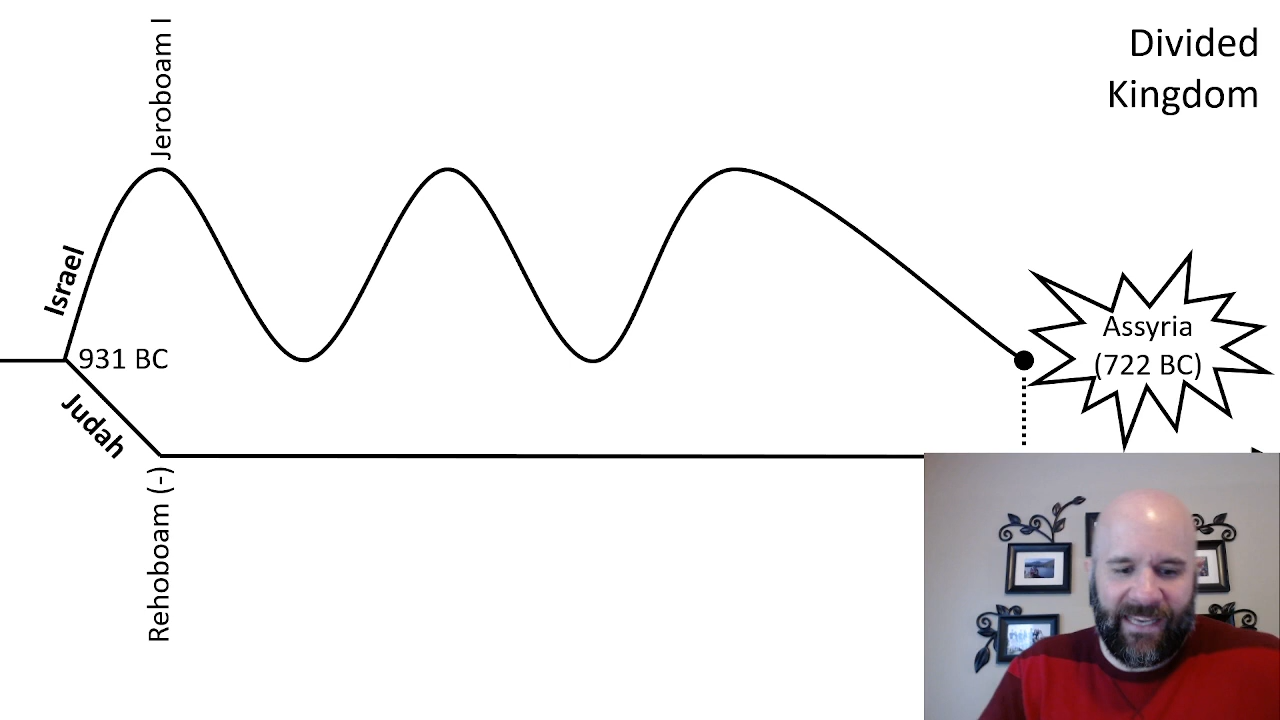 Divided
Kingdom
Jeroboam I
Israel
931 BC
Judah
Rehoboam (-)
Assyria
(722 BC)